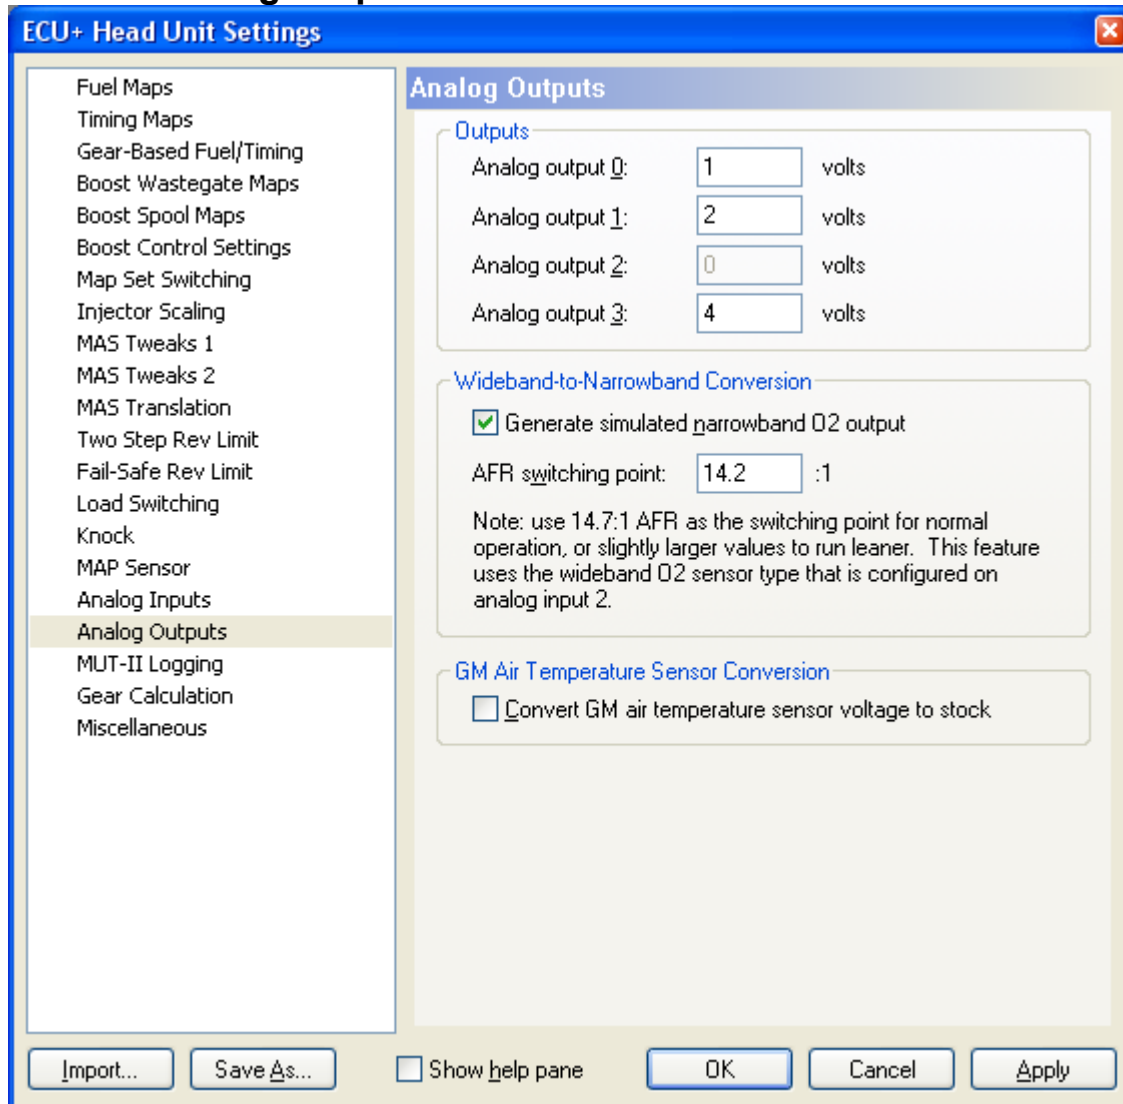 ECU+ Head Unit Settings
Fuel Maps
Timing Maps
Gear-Based Fuel/Timing
Boost Wastegate Maps
Boost Spool Maps
Boost Control Settings
Map Set Switching
Injector Scaling
MAS Tweaks 1
MAS Tweaks 2
MAS Translation
Two Step Rev Limit
Fail-Safe Rev Limit
Load Switching
Knock
MAP Sensor
Analog Inputs
Analog Outputs
MUT-II Logging
Gear Calculation
Miscellaneous
Analog Outputs
Outputs
Analog output 0: 1 volts
Analog output 1: 2 volts
Analog output 2: 0 volts
Analog output 3: 4 volts
Wideband-to-Narrowband Conversion
Generate simulated narrowband O2 output
AFR switching point: 14.2 :1
Note: use 14.7:1 AFR as the switching point for normal
operation, or slightly larger values to run leaner. This feature
uses the wideband O2 sensor type that is configured on
analog input 2.
GM Air Temperature Sensor Conversion
Convert GM air temperature sensor voltage to stock
Import... Save As... Show help pane OK Cancel Apply